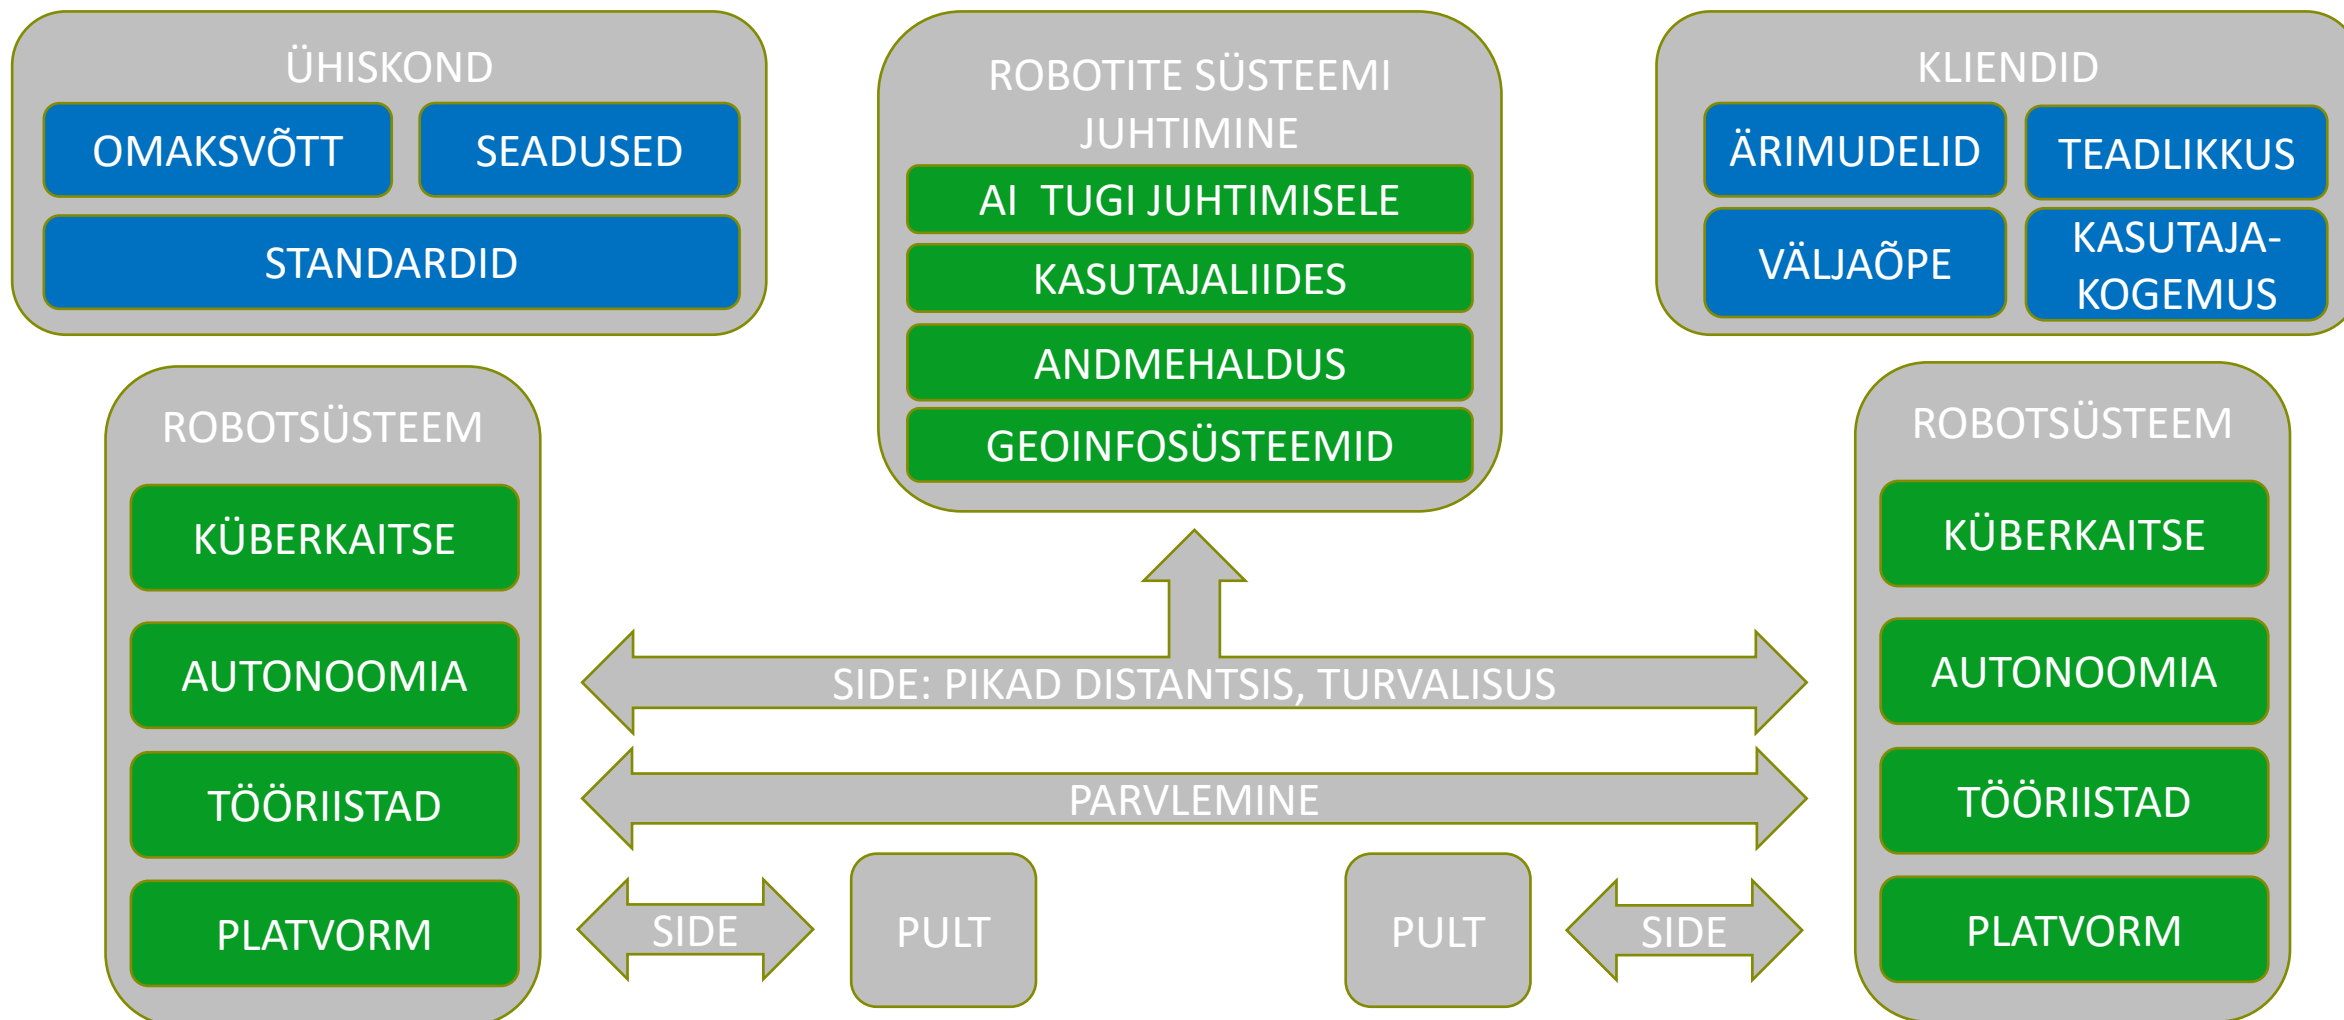 ÜHISKOND
OMAKSVÕTT
SEADUSED
STANDARDID
ROBOTITE SÜSTEEMI
JUHTIMINE
AI TUGI JUHTIMISELE
KASUTAJALIIDES
ANDMEHALDUS
GEOINFOSÜSTEEMID
KLIENDID
ÄRIMUDELID
TEADLIKKUS
VÄLJAÕPE
KASUTAJA-
KOGEMUS
ROBOTSÜSTEEM
KÜBERKAITSE
AUTONOOMIA
TÖÖRIISTAD
PLATVORM
SIDE: PIKAD DISTANTSIS, TURVALISUS
PARVLEMINE
SIDE
PULT
PULT
SIDE
ROBOTSÜSTEEM
KÜBERKAITSE
AUTONOOMIA
TÖÖRIISTAD
PLATVORM